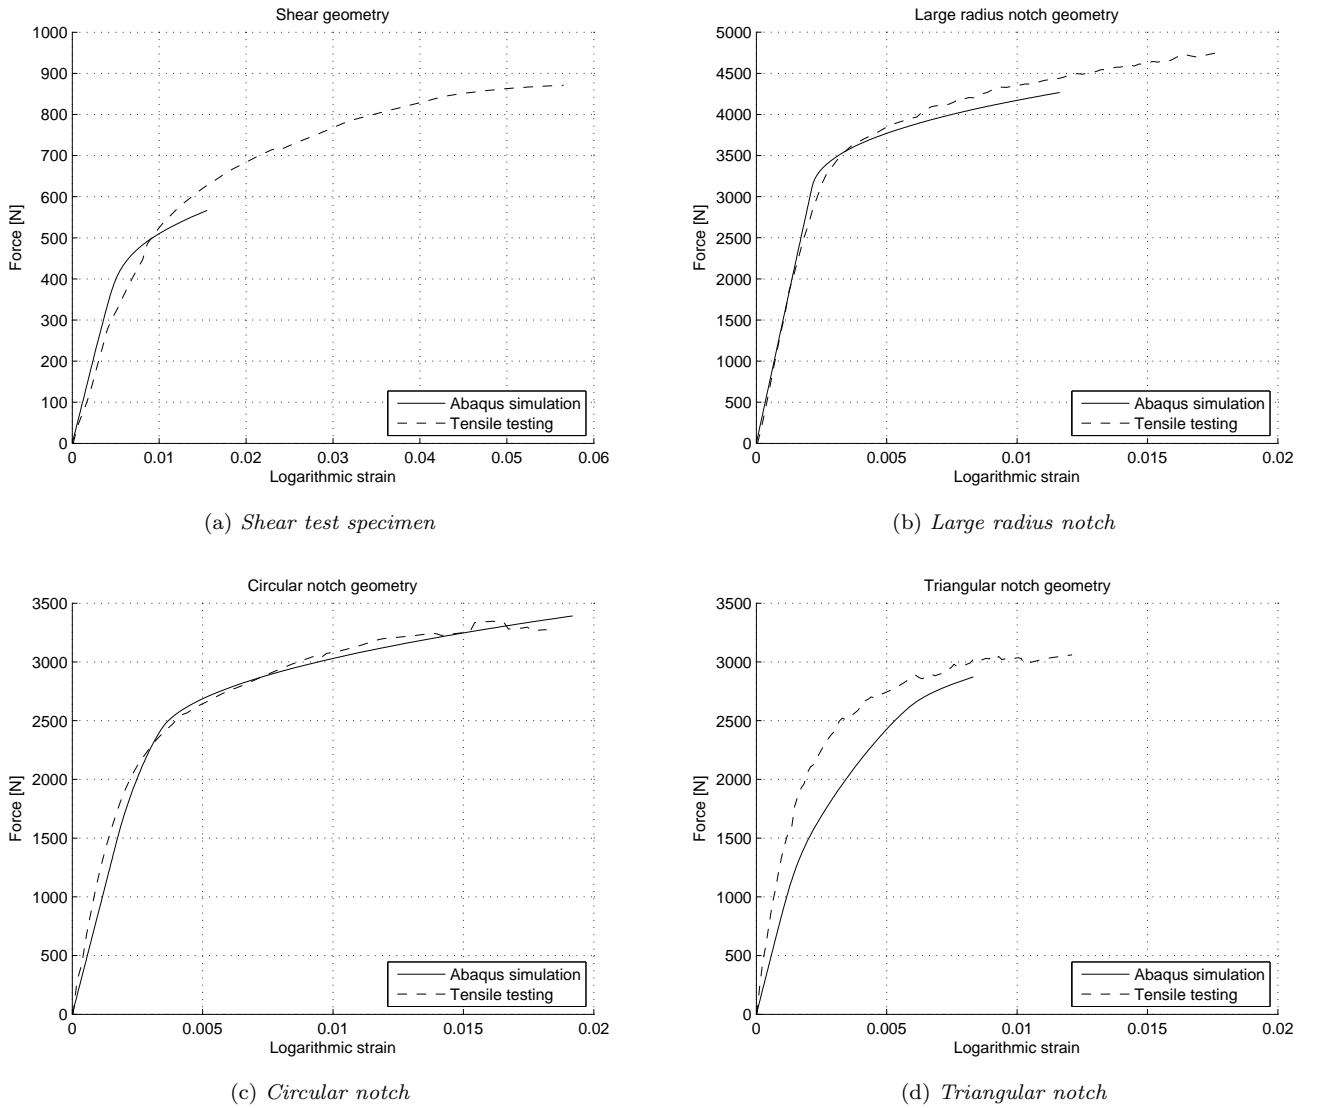 Shear geometry
1000
900
800
700
600
500
400
300
200
100
0
Force [N]
0 0.01 0.02 0.03 0.04 0.05 0.06
Logarithmic strain
Abaqus simulation
Tensile testing
(a) Shear test specimen
Large radius notch geometry
5000
4500
4000
3500
3000
2500
2000
1500
1000
500
0
Force [N]
0 0.005 0.01 0.015 0.02
Logarithmic strain
Abaqus simulation
Tensile testing
(b) Large radius notch
Circular notch geometry
3500
3000
2500
2000
1500
1000
500
0
Force [N]
0 0.005 0.01 0.015 0.02
Logarithmic strain
Abaqus simulation
Tensile testing
(c) Circular notch
Triangular notch geometry
3500
3000
2500
2000
1500
1000
500
0
Force [N]
0 0.005 0.01 0.015 0.02
Logarithmic strain
Abaqus simulation
Tensile testing
(d) Triangular notch